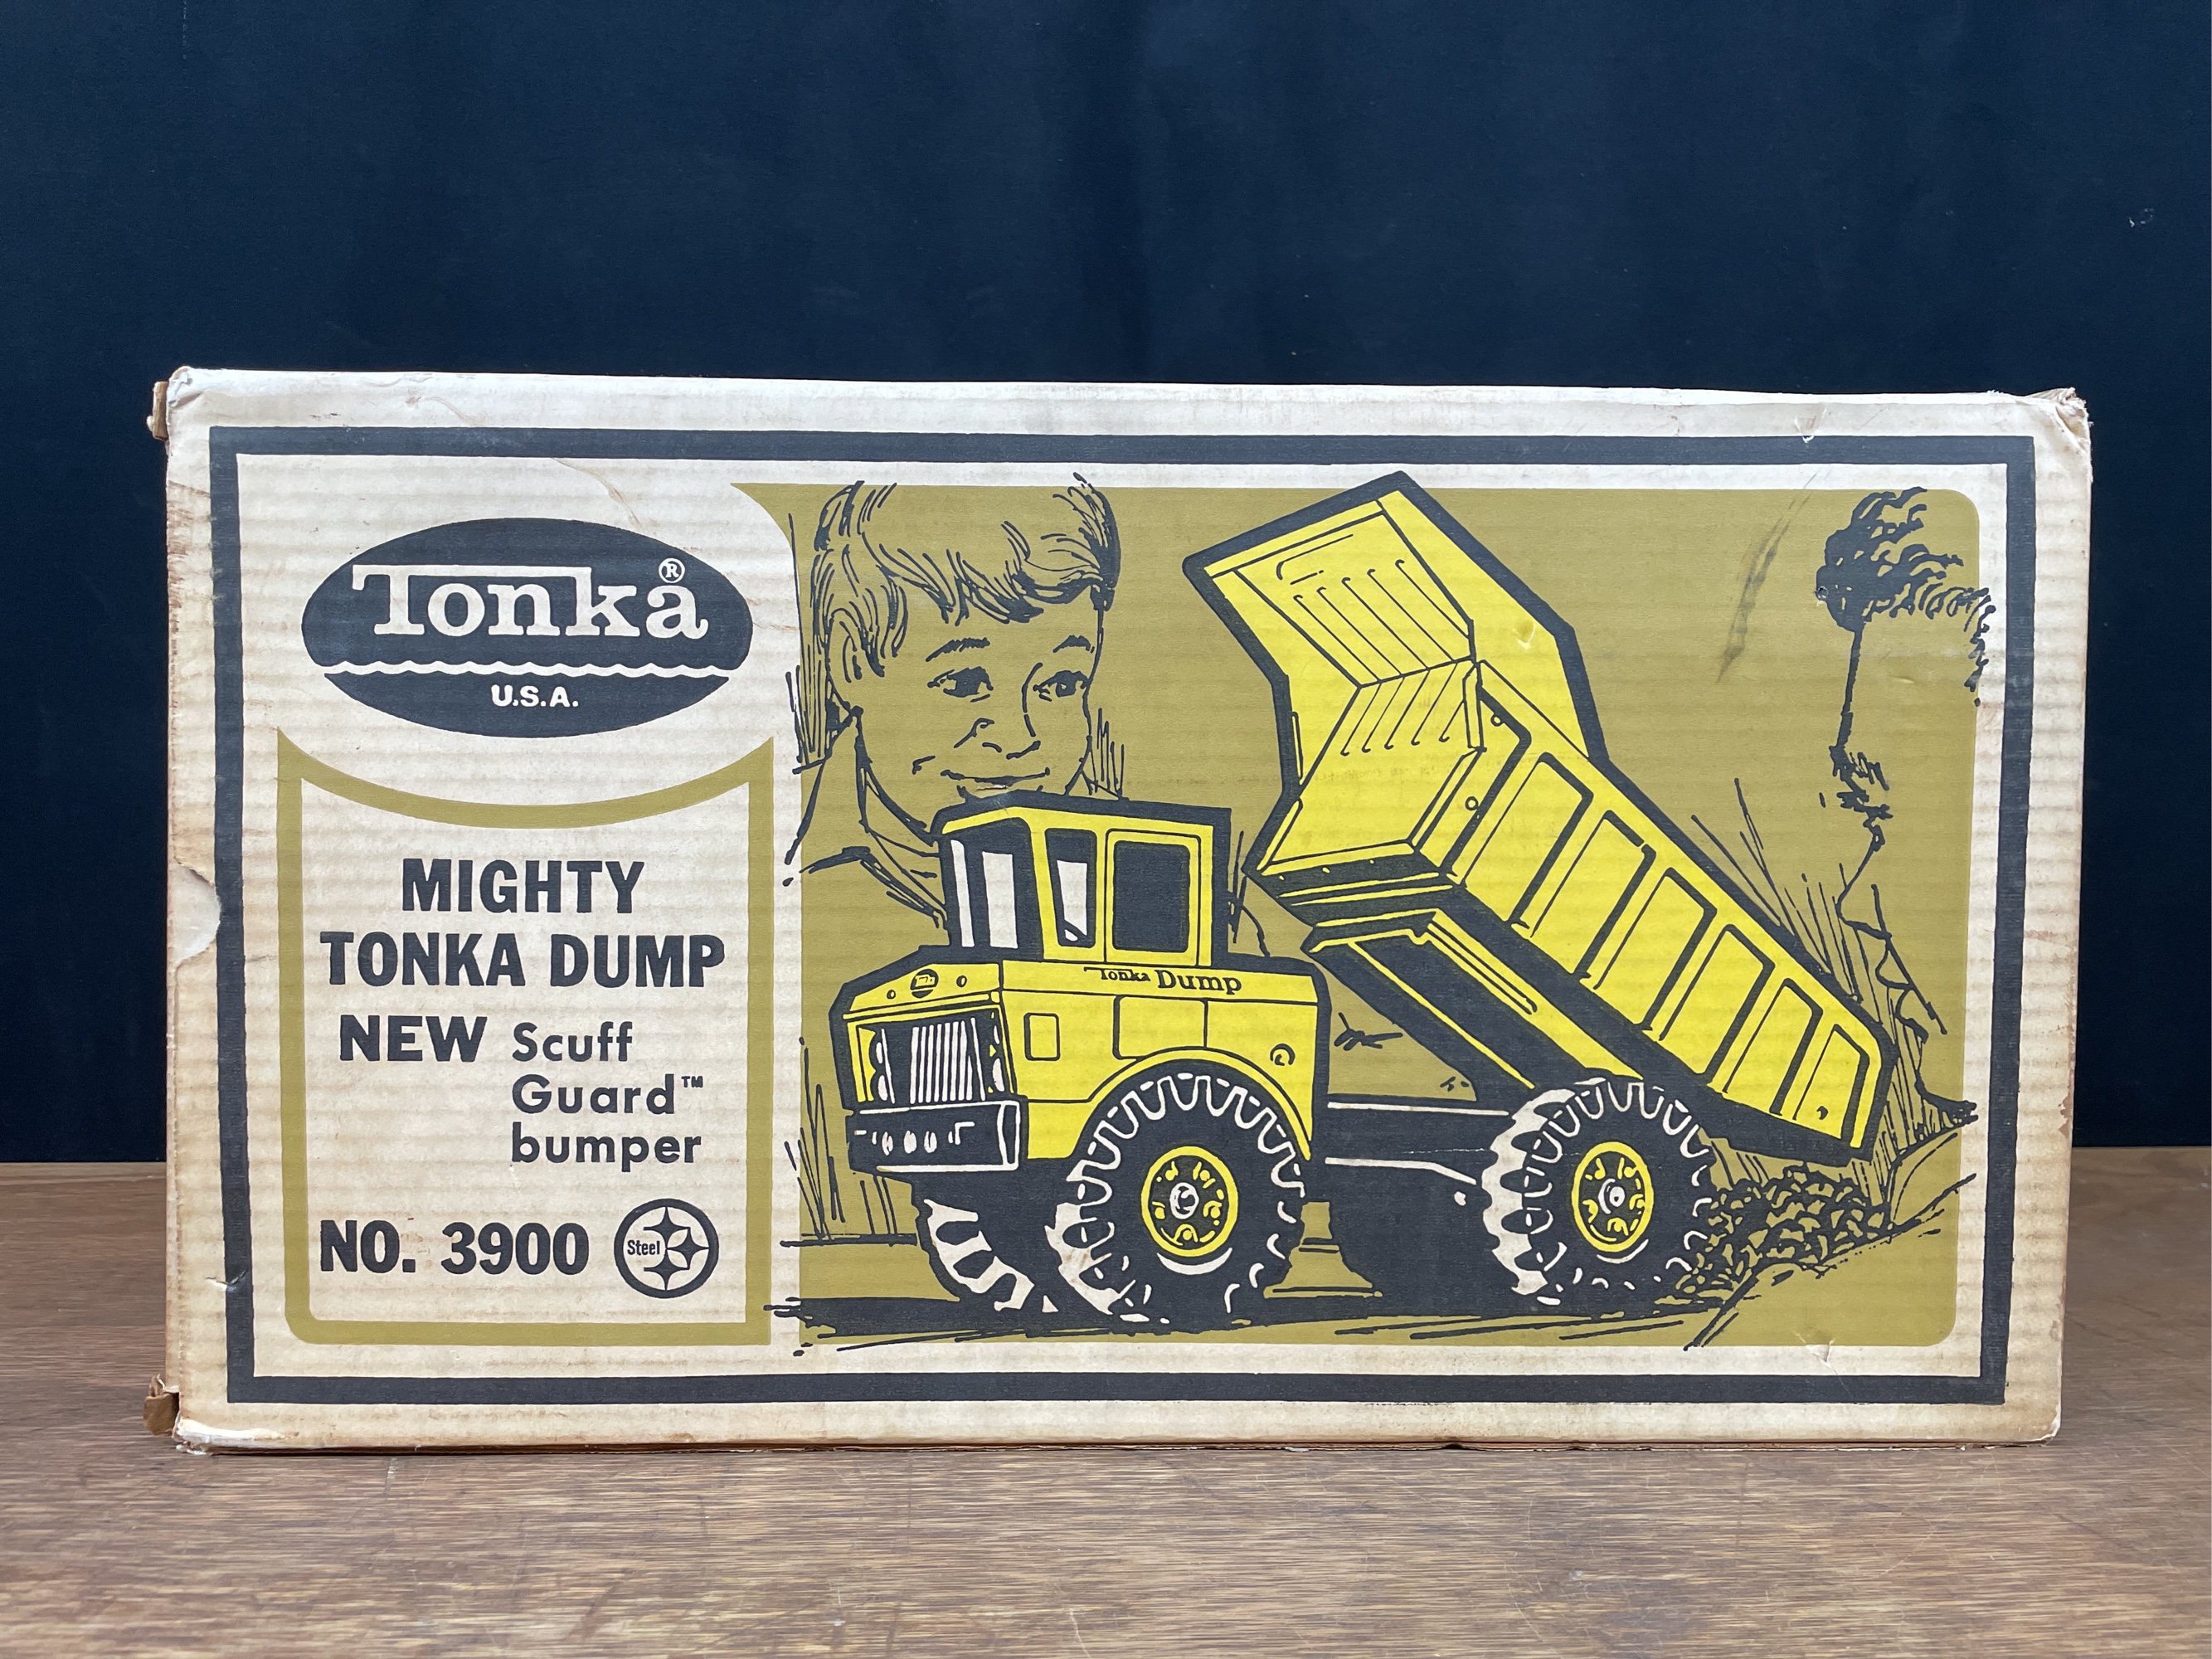 Tonka®
U.S.A.
MIGHTY
TONKA DUMP
NEW Scuff
Guard™
bumper
NO. 3900 Steel
Tonka Dump